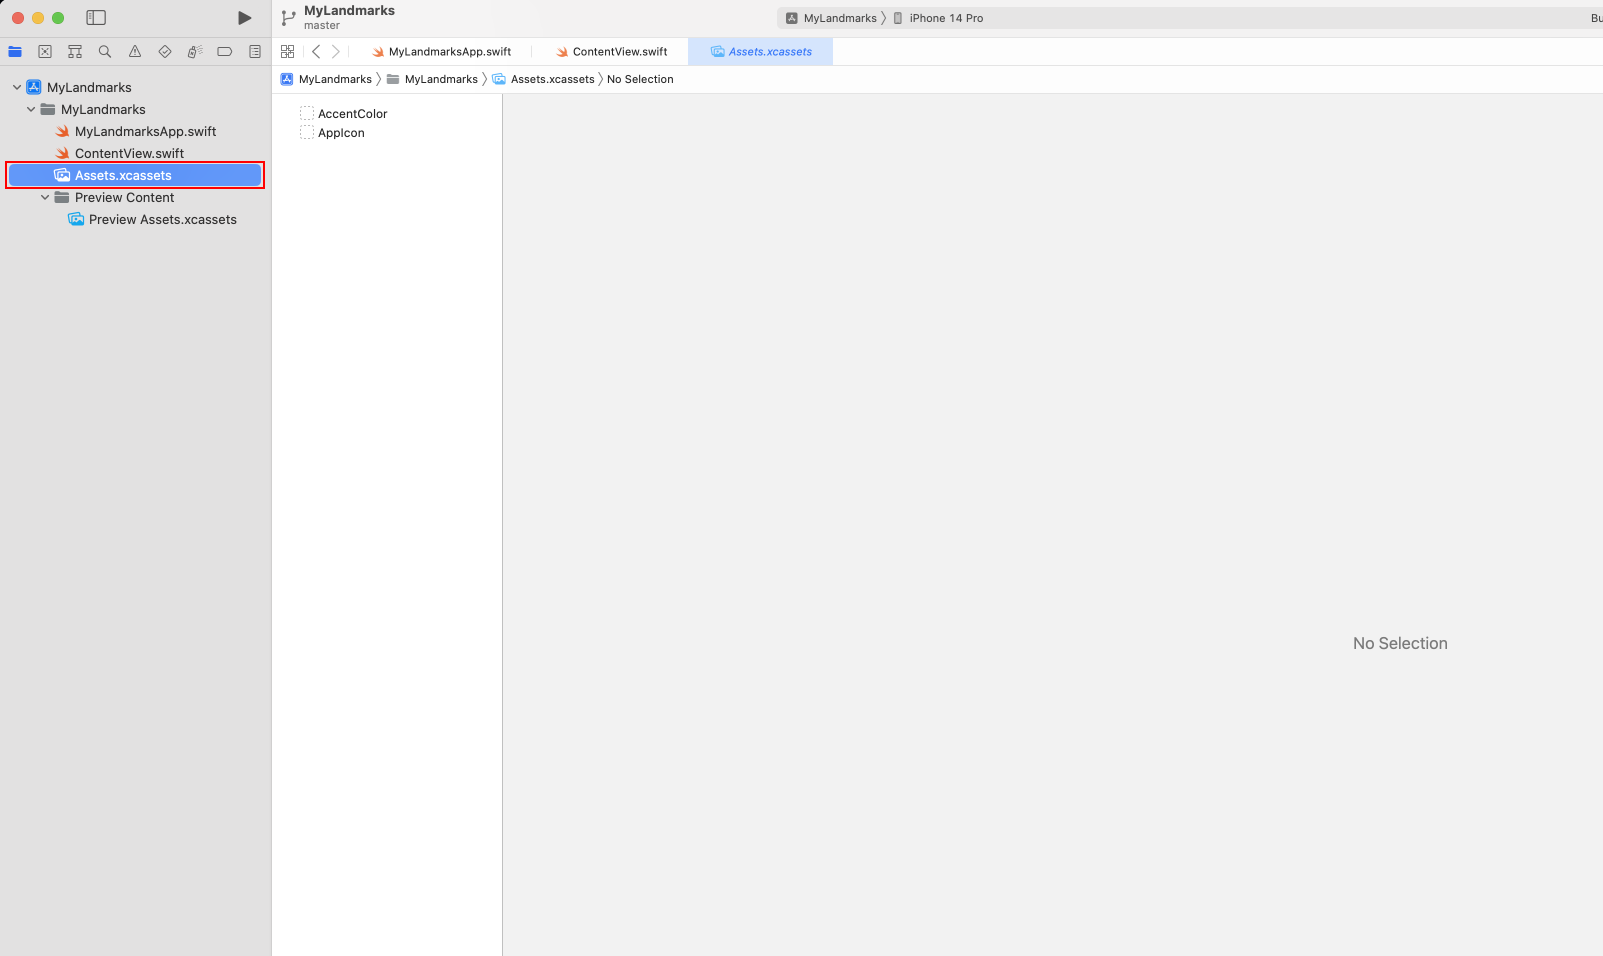 MyLandmarks
master
MyLandmarks
iPhone 14 Pro
Bu
MyLandmarksApp.swift
ContentView.swift
Assets.xcassets
MyLandmarks
MyLandmarks
Assets.xcassets
No Selection
MyLandmarks
MyLandmarks
MyLandmarksApp.swift
ContentView.swift
Assets.xcassets
Preview Content
Preview Assets.xcassets
AccentColor
AppIcon
No Selection